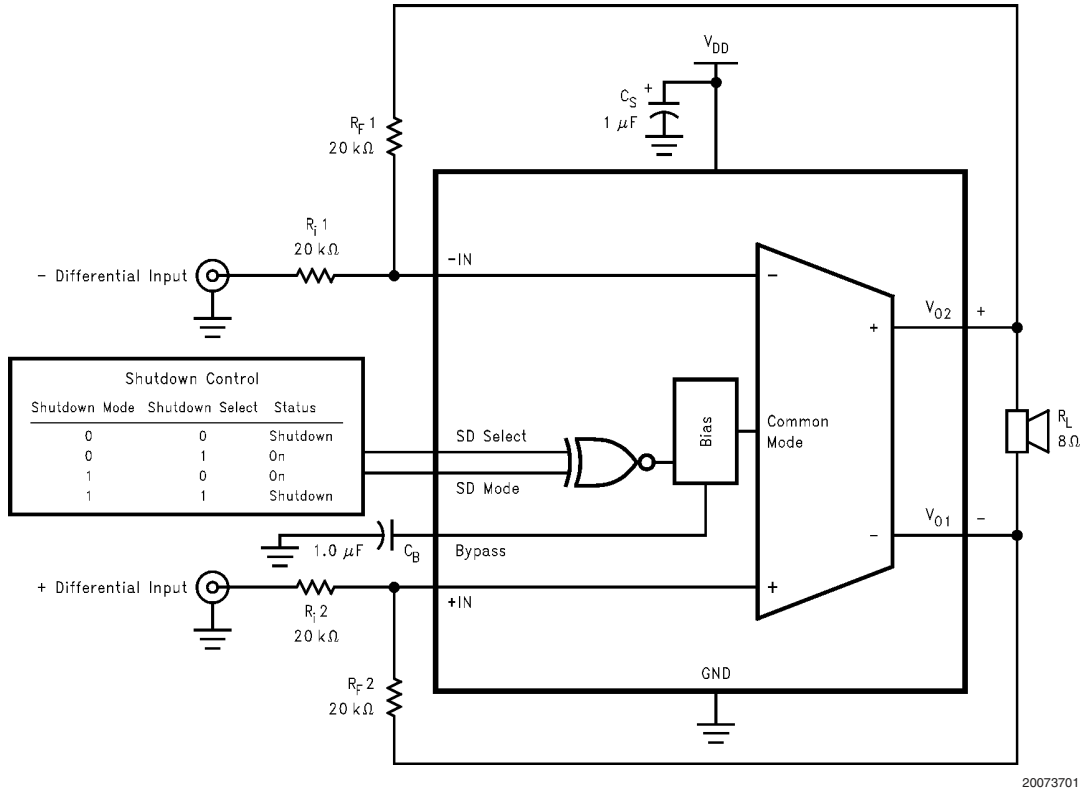 V_DD
C_S +
1 μF
R_F 1
20 kΩ
R_i 1
20 kΩ
- Differential Input
-IN
-
+
V_O2 +
Shutdown Control
Shutdown Mode Shutdown Select Status
0 0 Shutdown
0 1 On
1 0 On
1 1 Shutdown
SD Select
SD Mode
Bias
Common
Mode
R_L
8 Ω
1.0 μF C_B Bypass
-
V_O1 -
+ Differential Input
+
+IN
R_i 2
20 kΩ
R_F 2
20 kΩ
GND
20073701